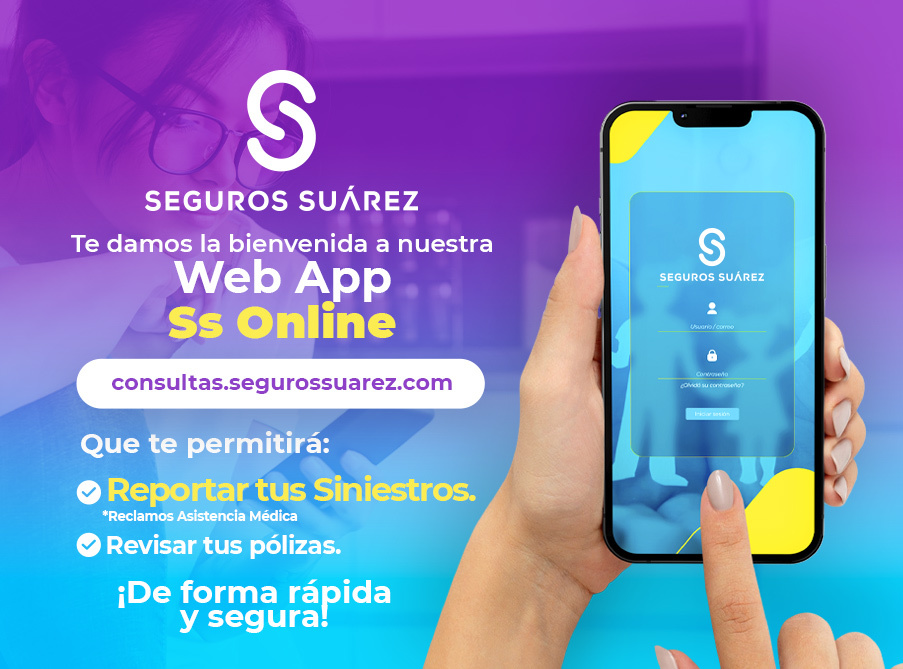 SEGUROS SUÁREZ
Te damos la bienvenida a nuestra
Web App
Ss Online
consultas.segurossuarez.com
Que te permitirá:
Reportar tus Siniestros.
*Reclamos Asistencia Médica
Revisar tus pólizas.
¡De forma rápida
y segura!
SEGUROS SUÁREZ
Usuario / correo
Contraseña
¿Olvidó su contraseña?
Iniciar sesión